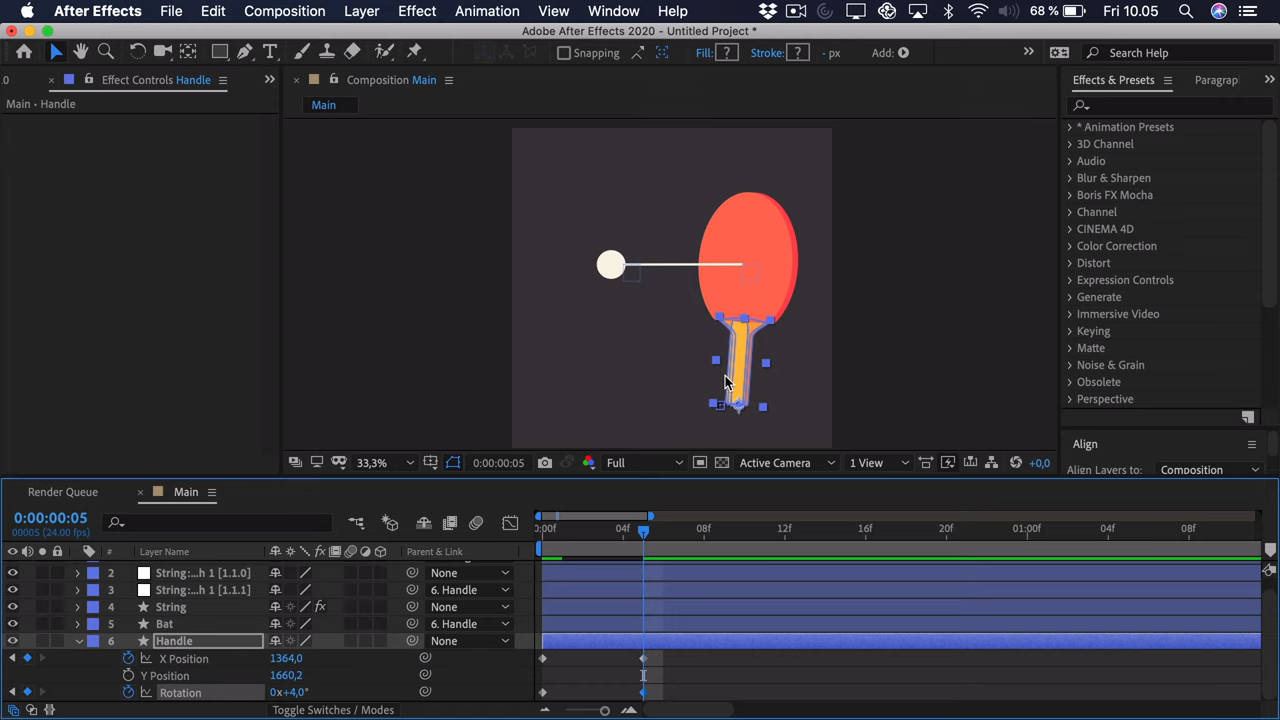 After Effects File Edit Composition Layer Effect Animation View Window Help 68 % Fri 10.05
Adobe After Effects 2020 - Untitled Project *
Snapping Fill: ? Stroke: ? - px Add: Search Help
Effect Controls Handle
Composition Main
Effects & Presets Paragrap
Main • Handle
Main
* Animation Presets
3D Channel
Audio
Blur & Sharpen
Boris FX Mocha
Channel
CINEMA 4D
Color Correction
Distort
Expression Controls
Generate
Immersive Video
Keying
Matte
Noise & Grain
Obsolete
Perspective
Align
Align Layers to: Composition
33,3% 0:00:00:05 Full Active Camera 1 View +0,0
Render Queue Main
0:00:00:05
00005 (24.00 fps)
0:00f 04f 08f 12f 16f 20f 01:00f 04f 08f
# Layer Name fx Parent & Link
2 String:...h 1 [1.1.0] None
3 String:...h 1 [1.1.1] 6. Handle
4 String fx None
5 Bat 6. Handle
6 Handle None
X Position 1364,0
Y Position 1660,2
Rotation 0x+4,0°
Toggle Switches / Modes